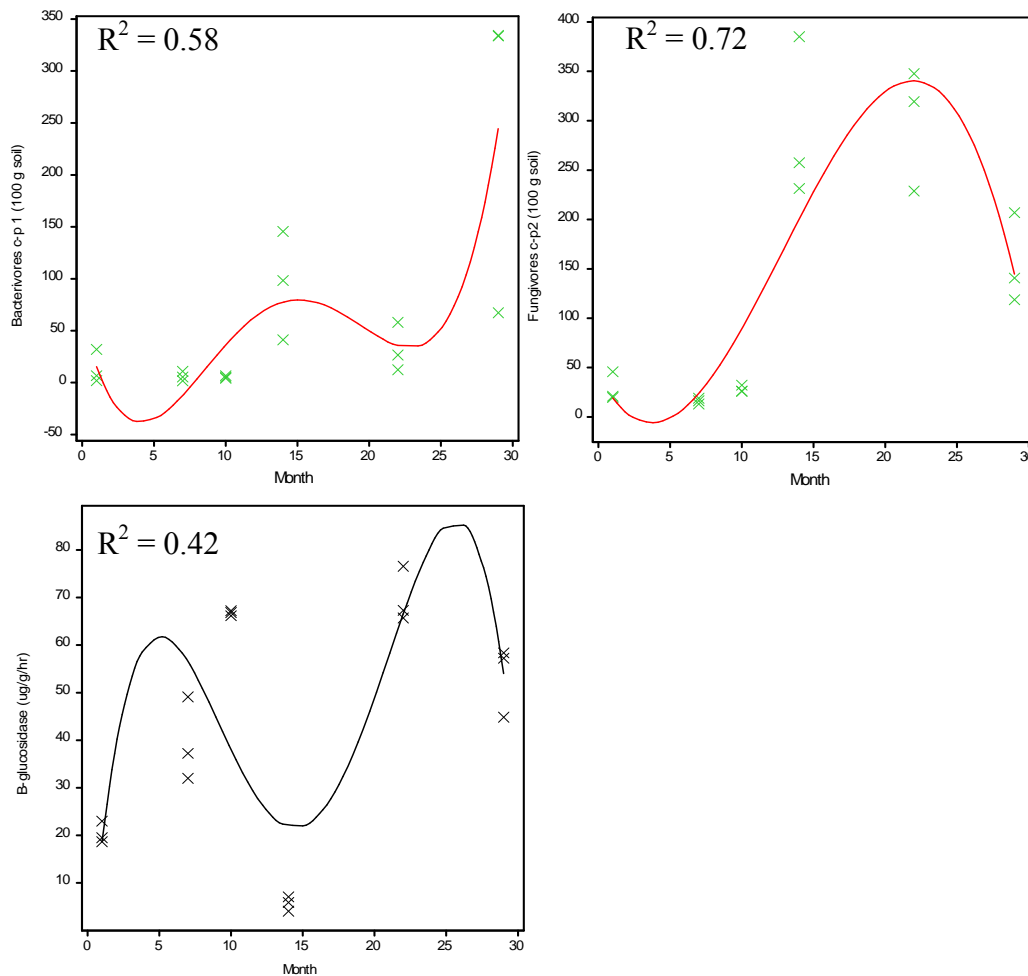 R² = 0.58
Bacterivores c-p 1 (100 g soil)
350
300
250
200
150
100
50
0
-50
0 5 10 15 20 25 30
Month
R² = 0.72
Fungivores c-p2 (100 g soil)
400
350
300
250
200
150
100
50
0
0 5 10 15 20 25 30
Month
R² = 0.42
B-glucosidase (ug/g/hr)
80
70
60
50
40
30
20
10
0 5 10 15 20 25 30
Month